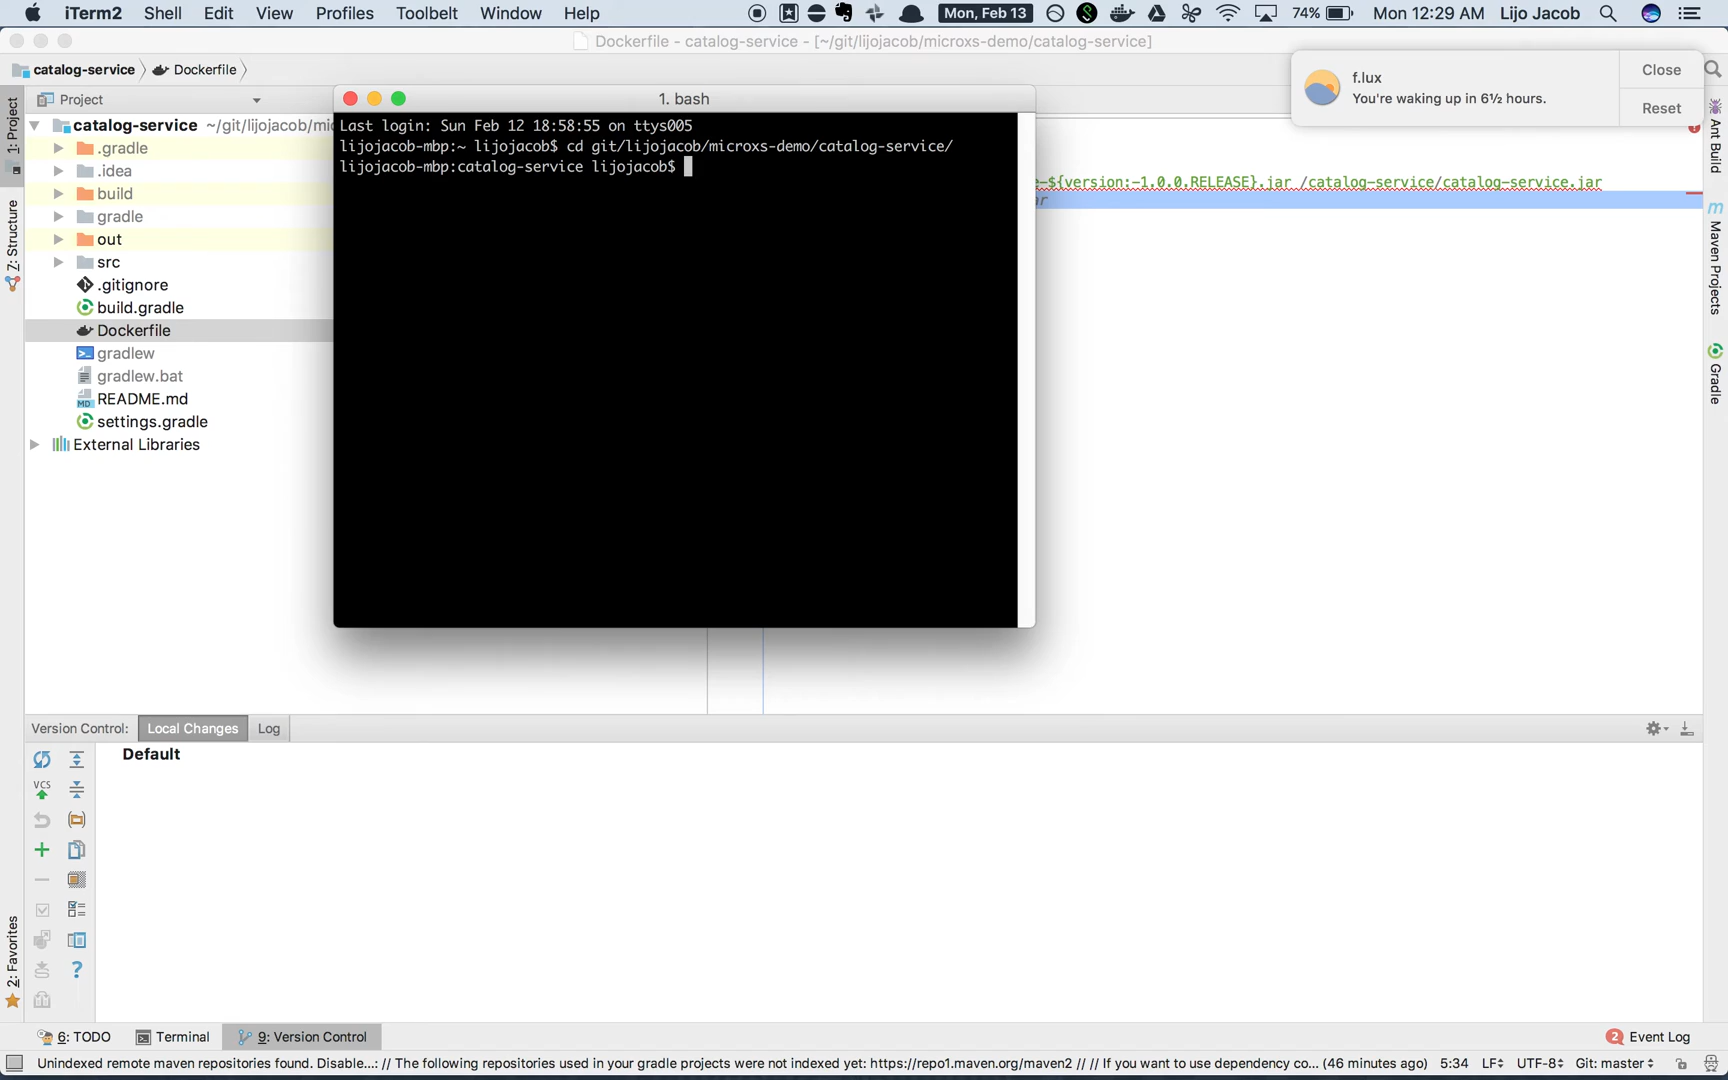 iTerm2 Shell Edit View Profiles Toolbelt Window Help Mon, Feb 13 74% Mon 12:29 AM Lijo Jacob
Dockerfile - catalog-service - [~/git/lijojacob/microxs-demo/catalog-service]
catalog-service Dockerfile
f.lux
You're waking up in 6½ hours.
Close
Reset
Project
1. bash
1: Project
Z: Structure
2: Favorites
catalog-service ~/git/lijojacob/mic
.gradle
.idea
build
gradle
out
src
.gitignore
build.gradle
Dockerfile
gradlew
gradlew.bat
README.md
settings.gradle
External Libraries
Last login: Sun Feb 12 18:58:55 on ttys005
lijojacob-mbp:~ lijojacob$ cd git/lijojacob/microxs-demo/catalog-service/
lijojacob-mbp:catalog-service lijojacob$
e-${version:-1.0.0.RELEASE}.jar /catalog-service/catalog-service.jar
ar
Ant Build
Maven Projects
Gradle
Version Control: Local Changes Log
Default
VCS
6: TODO Terminal 9: Version Control
2 Event Log
Unindexed remote maven repositories found. Disable...: // The following repositories used in your gradle projects were not indexed yet: https://repo1.maven.org/maven2 // // If you want to use dependency co... (46 minutes ago) 5:34 LF UTF-8 Git: master